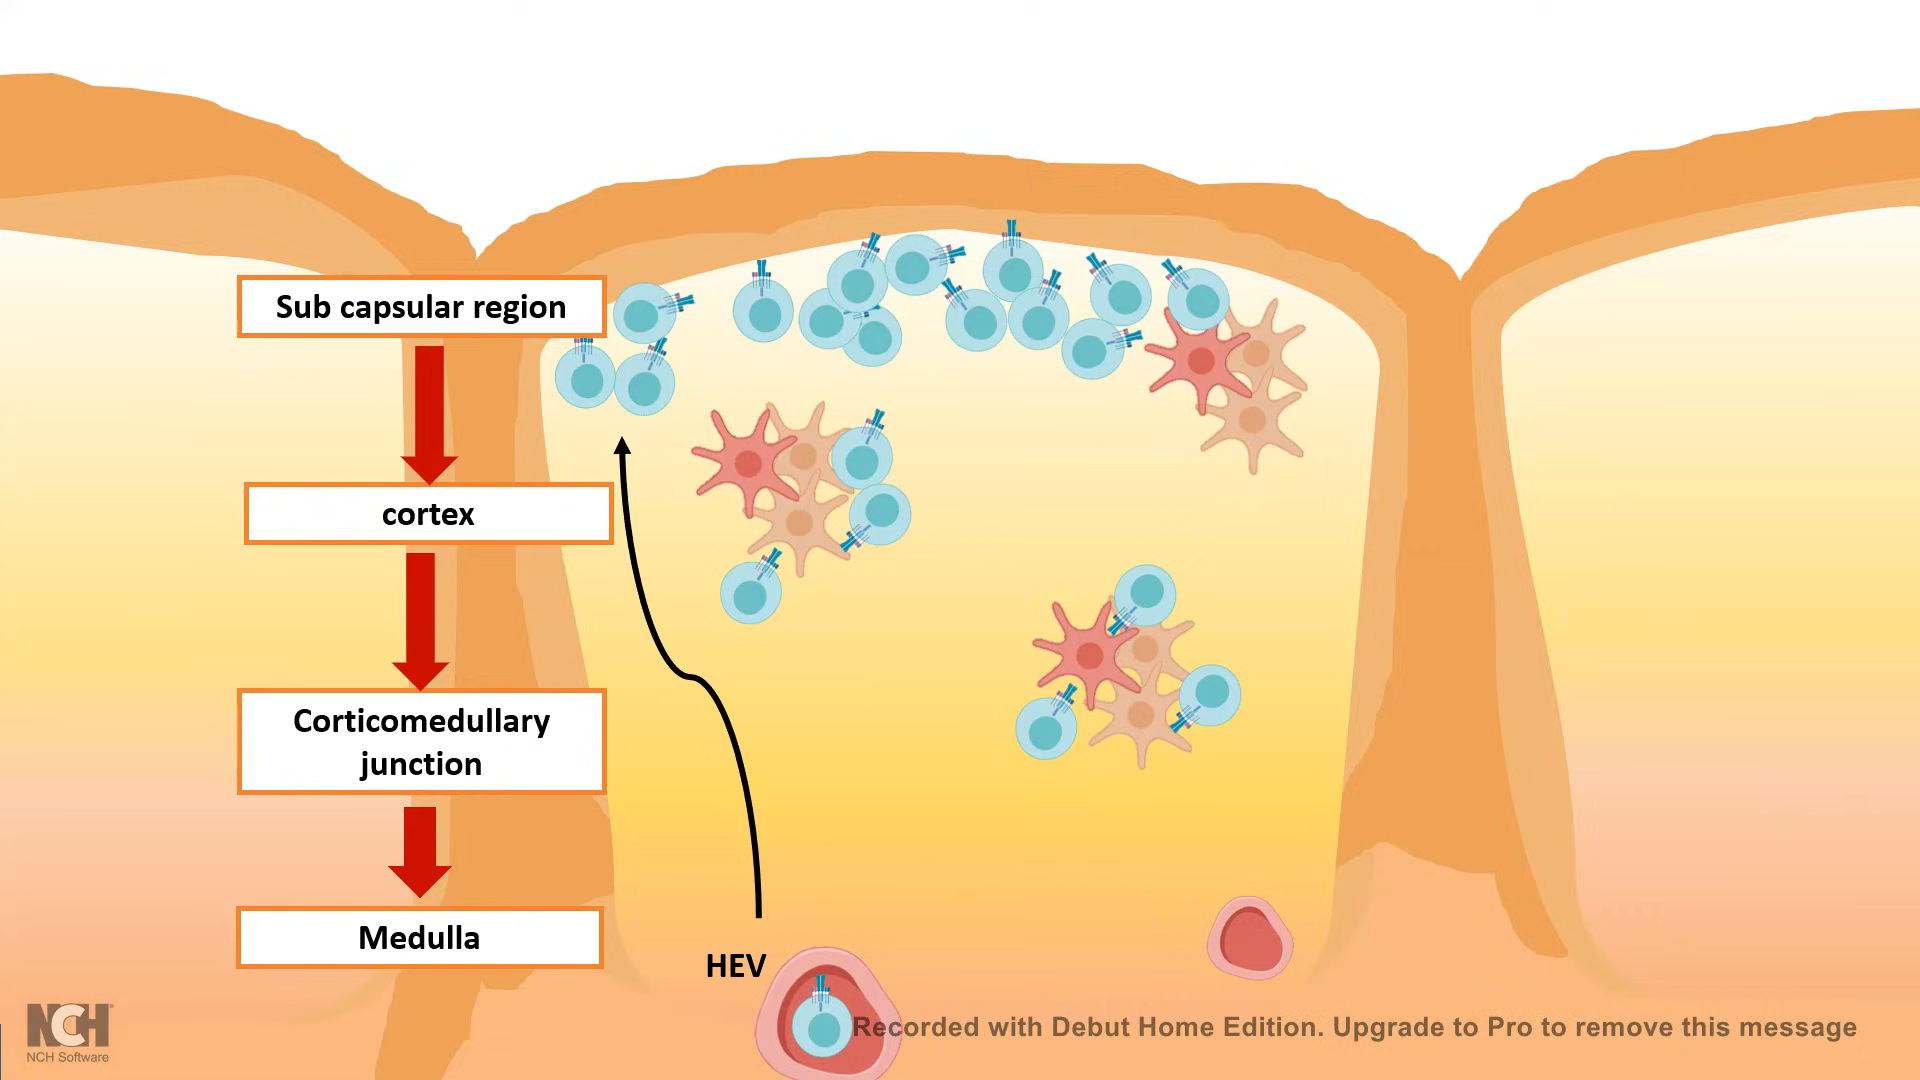 Sub capsular region
cortex
Corticomedullary
junction
Medulla
HEV
NCH
NCH Software
Recorded with Debut Home Edition. Upgrade to Pro to remove this message